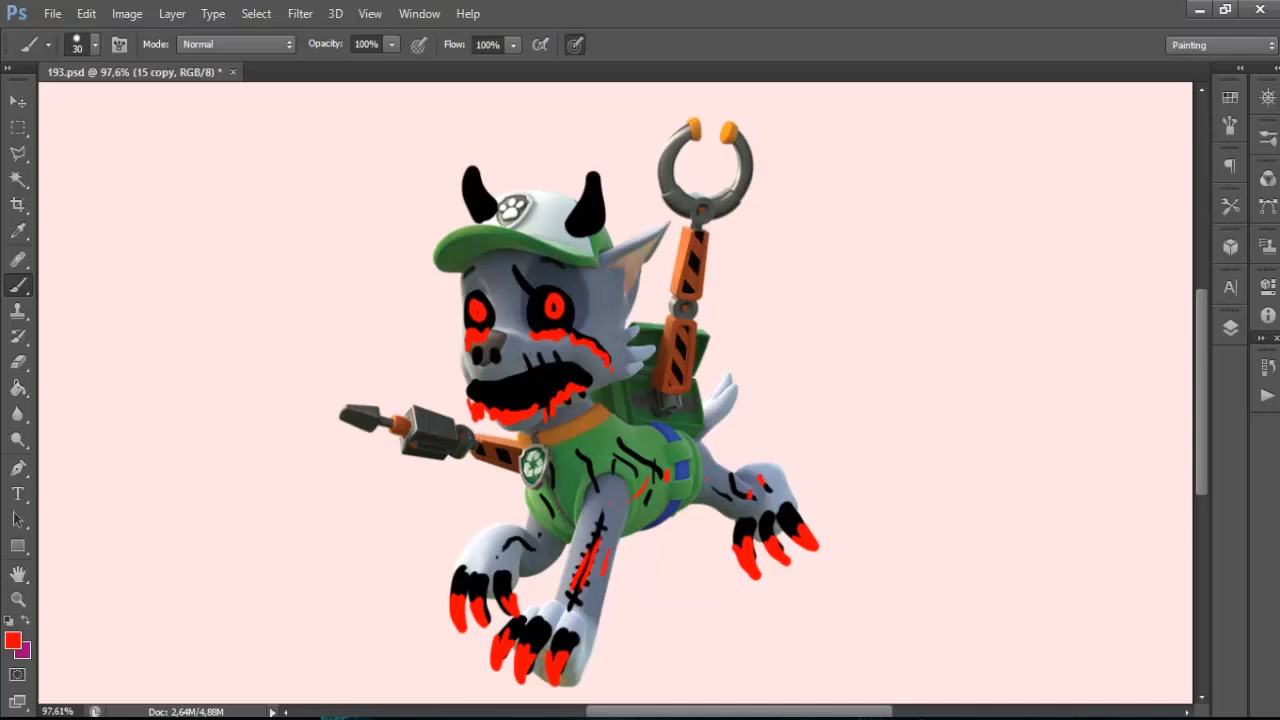 Ps File Edit Image Layer Type Select Filter 3D View Window Help
30 Mode: Normal Opacity: 100% Flow: 100% Painting
193.psd @ 97,6% (15 copy, RGB/8) * ×
97,61% Doc: 2,64M/4,88M